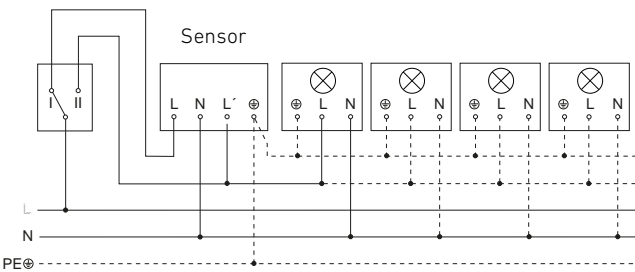 Sensor
I II
L N L´ ⏚
⏚ L N
⏚ L N
⏚ L N
⏚ L N
L
N
PE⏚